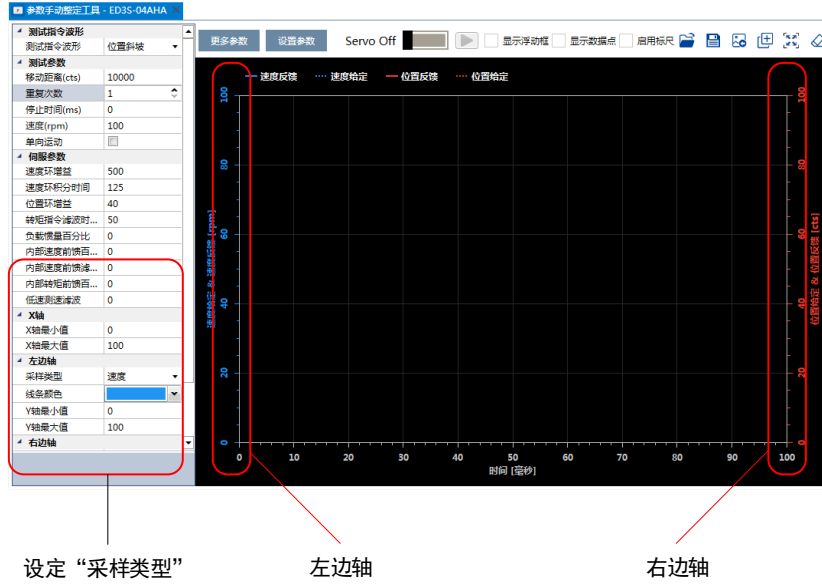 参数手动整定工具 - ED3S-04AHA
测试指令波形
测试指令波形 位置斜坡
测试参数
移动距离(cts) 10000
重复次数 1
停止时间(ms) 0
速度(rpm) 100
单向运动
伺服参数
速度环增益 500
速度环积分时间 125
位置环增益 40
转矩指令滤波时... 50
负载惯量百分比 0
内部速度前馈百... 0
内部速度前馈滤... 0
内部转矩前馈百... 0
低速测速滤波 0
X轴
X轴最小值 0
X轴最大值 100
左边轴
采样类型 速度
线条颜色
Y轴最小值 0
Y轴最大值 100
右边轴
更多参数 设置参数 Servo Off 显示浮动框 显示数据点 启用标尺
速度反馈 速度给定 位置反馈 位置给定
速度给定 & 速度反馈 [rpm]
100
80
60
40
20
0
0 10 20 30 40 50 60 70 80 90 100
时间 [毫秒]
100
80
60
40
20
0
位置给定 & 位置反馈 [cts]
设定“采样类型” 左边轴 右边轴